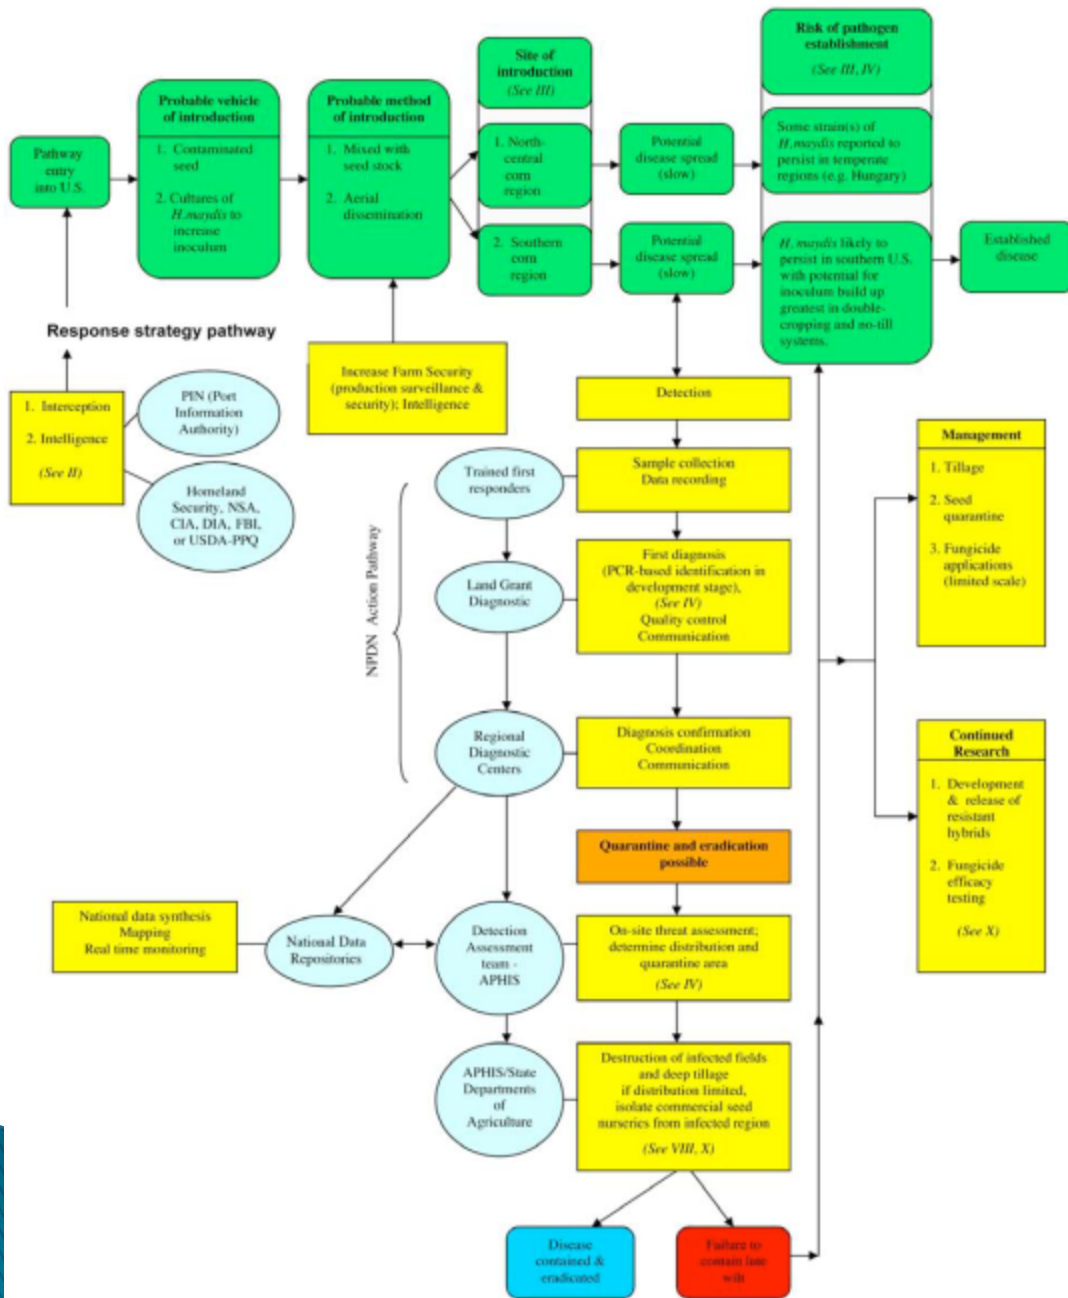 Pathway
entry
into U.S.
Probable vehicle
of introduction
1. Contaminated
seed
2. Cultures of
H.maydis to
increase
inoculum
Probable method
of introduction
1. Mixed with
seed stock
2. Aerial
dissemination
Site of
introduction
(See III)
1. North-
central
corn
region
2. Southern
corn
region
Potential
disease spread
(slow)
Potential
disease spread
(slow)
Risk of pathogen
establishment
(See III, IV)
Some strain(s) of
H.maydis reported to
persist in temperate
regions (e.g. Hungary)
H. maydis likely to
persist in southern U.S.
with potential for
inoculum build up
greatest in double-
cropping and no-till
systems.
Established
disease
Response strategy pathway
1. Interception
2. Intelligence
(See II)
PIN (Port
Information
Authority)
Homeland
Security, NSA,
CIA, DIA, FBI,
or USDA-PPQ
Increase Farm Security
(production surveillance &
security); Intelligence
Detection
Trained first
responders
Sample collection
Data recording
NPDN Action Pathway
Land Grant
Diagnostic
First diagnosis
(PCR-based identification in
development stage),
(See IV)
Quality control
Communication
Regional
Diagnostic
Centers
Diagnosis confirmation
Coordination
Communication
Quarantine and eradication
possible
National data synthesis
Mapping
Real time monitoring
National Data
Repositories
Detection
Assessment
team -
APHIS
On-site threat assessment;
determine distribution and
quarantine area
(See IV)
APHIS/State
Departments
of
Agriculture
Destruction of infected fields
and deep tillage
if distribution limited,
isolate commercial seed
nurseries from infected region
(See VIII, X)
Disease
contained &
eradicated
Failure to
contain late
wilt
Management
1. Tillage
2. Seed
quarantine
3. Fungicide
applications
(limited scale)
Continued
Research
1. Development
& release of
resistant
hybrids
2. Fungicide
efficacy
testing
(See X)